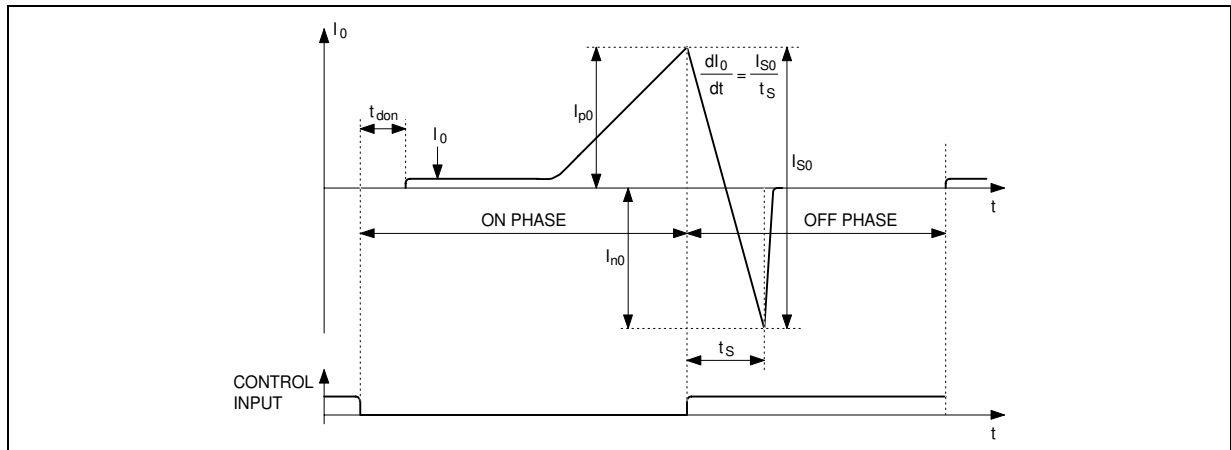 I0
dI0/dt = IS0/tS
Ip0
tdon
I0
IS0
t
ON PHASE
OFF PHASE
In0
tS
CONTROL
INPUT
t